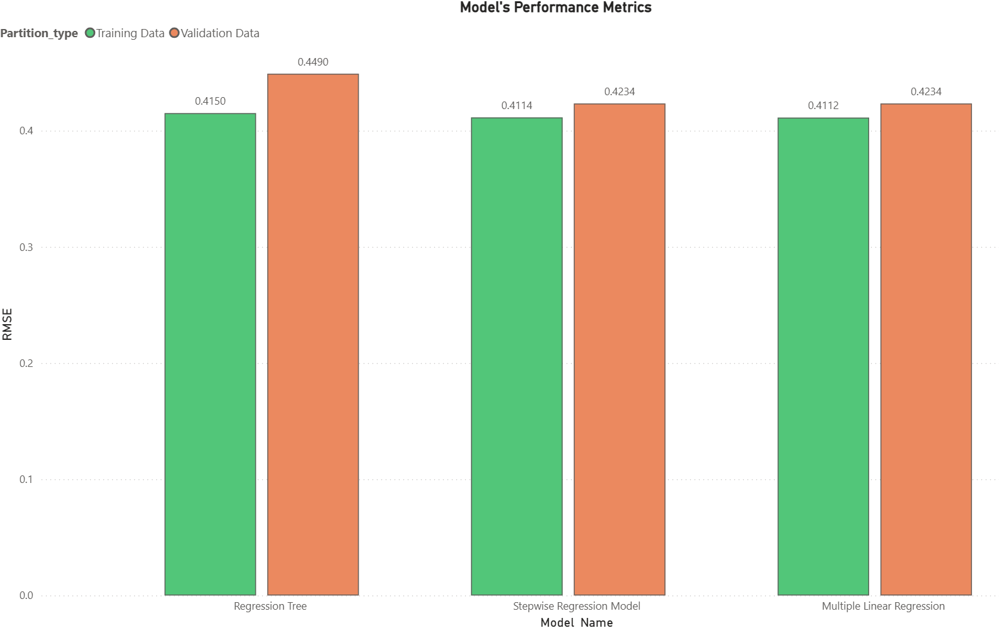 Model's Performance Metrics
Partition_type Training Data Validation Data
0.4490
0.4150
0.4234
0.4114
0.4234
0.4112
0.4
0.3
0.2
0.1
0.0
RMSE
Regression Tree
Stepwise Regression Model
Multiple Linear Regression
Model Name